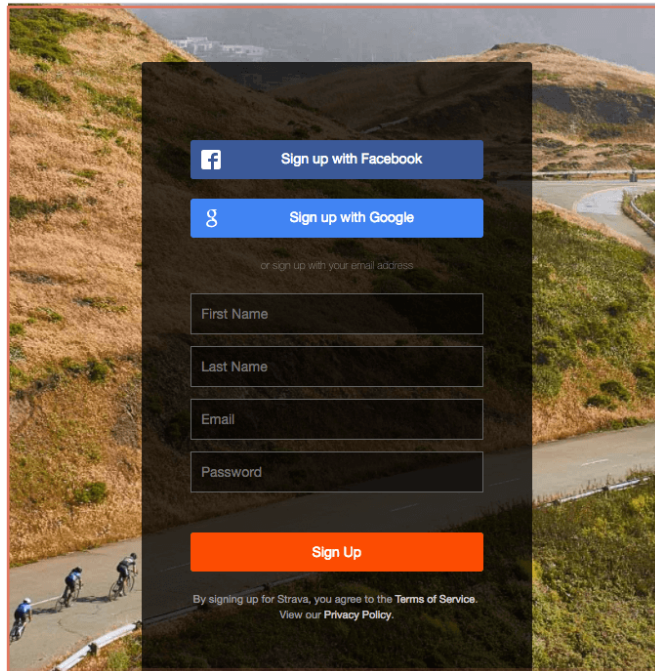 Sign up with Facebook
Sign up with Google
or sign up with your email address
First Name
Last Name
Email
Password
Sign Up
By signing up for Strava, you agree to the Terms of Service.
View our Privacy Policy.